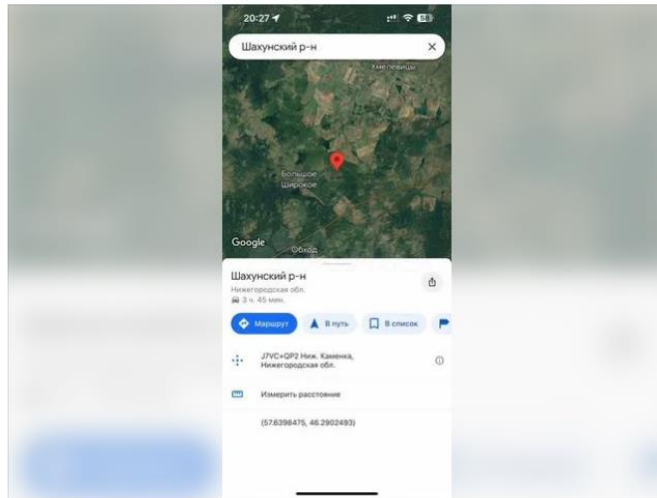 20:27
Шахунский р-н
Хмелевицы
Большое
Широкое
Google
Обход
Шахунский р-н
Нижегородская обл.
3 ч. 45 мин.
Маршрут
В путь
В список
J7VC+QP2 Ниж. Каменка,
Нижегородская обл.
Измерить расстояние
(57.6398475, 46.2902493)